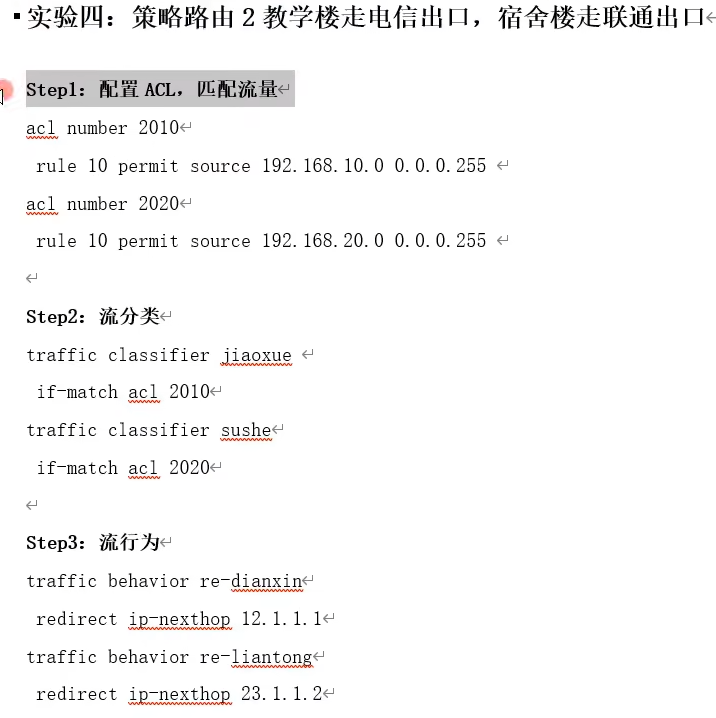 ▪实验四：策略路由2教学楼走电信出口，宿舍楼走联通出口↵
Step1：配置 ACL，匹配流量↵
acl number 2010↵
rule 10 permit source 192.168.10.0 0.0.0.255 ↵
acl number 2020↵
rule 10 permit source 192.168.20.0 0.0.0.255 ↵
↵
Step2：流分类↵
traffic classifier jiaoxue ↵
if-match acl 2010↵
traffic classifier sushe↵
if-match acl 2020↵
↵
Step3：流行为↵
traffic behavior re-dianxin↵
redirect ip-nexthop 12.1.1.1↵
traffic behavior re-liantong↵
redirect ip-nexthop 23.1.1.2↵